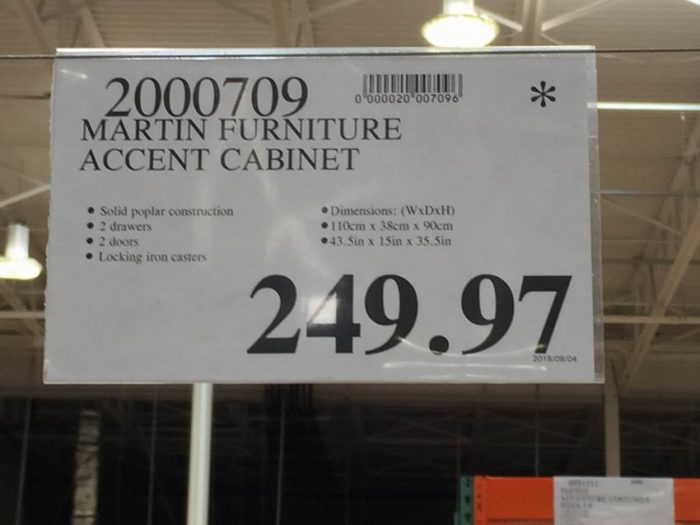 2000709
0 000020 007096
*
MARTIN FURNITURE
ACCENT CABINET
• Solid poplar construction
• 2 drawers
• 2 doors
• Locking iron casters
• Dimensions: (WxDxH)
• 110cm x 38cm x 90cm
• 43.5in x 15in x 35.5in
249.97
2018/09/04